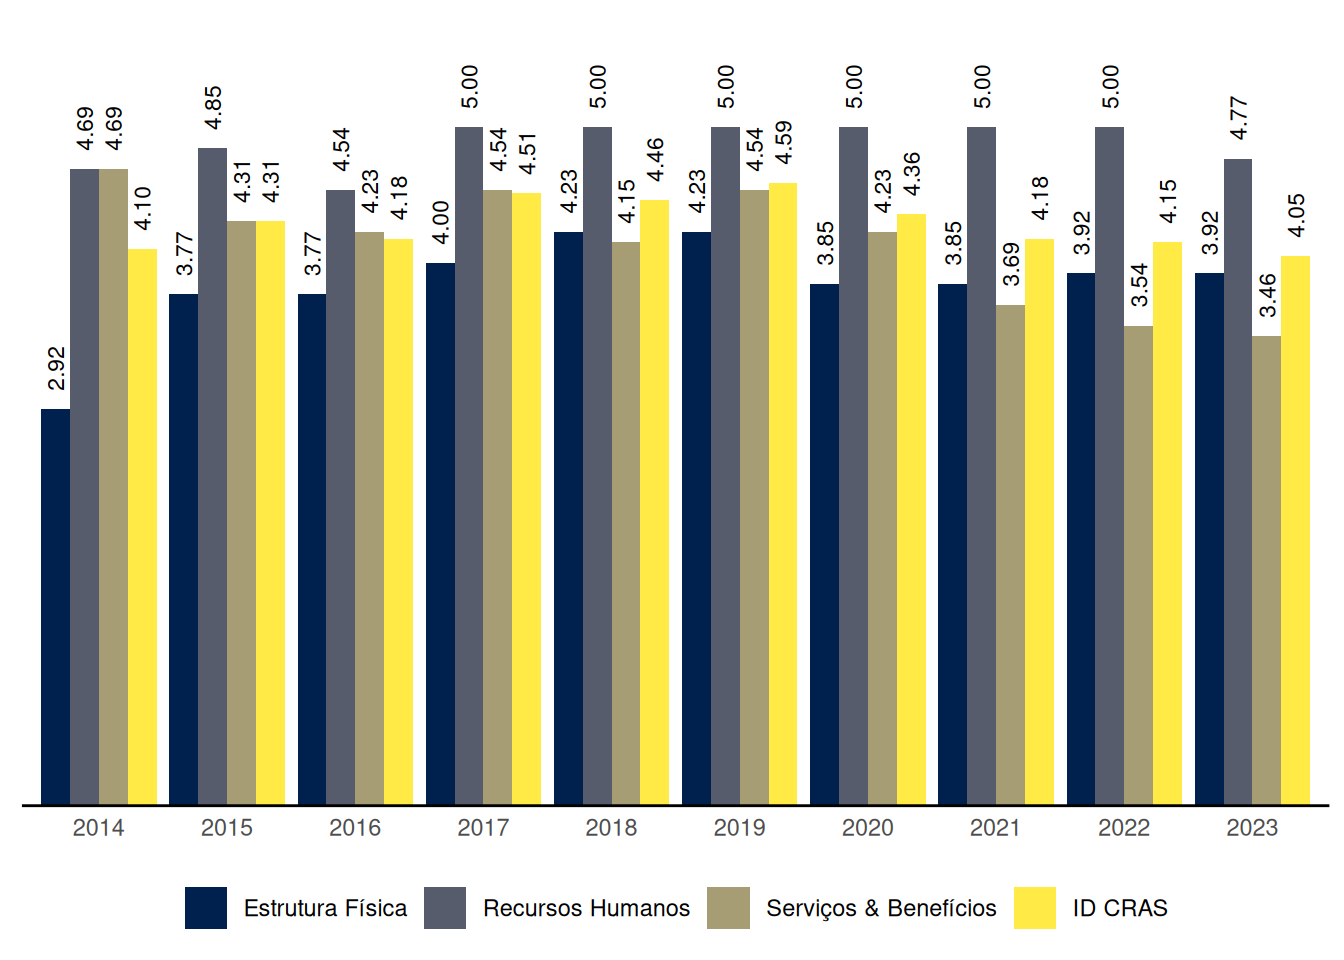 2.92 4.69 4.69 4.10
3.77 4.85 4.31 4.31
3.77 4.54 4.23 4.18
4.00 5.00 4.54 4.51
4.23 5.00 4.15 4.46
4.23 5.00 4.54 4.59
3.85 5.00 4.23 4.36
3.85 5.00 3.69 4.18
3.92 5.00 3.54 4.15
3.92 4.77 3.46 4.05
2014 2015 2016 2017 2018 2019 2020 2021 2022 2023
Estrutura Física Recursos Humanos Serviços & Benefícios ID CRAS